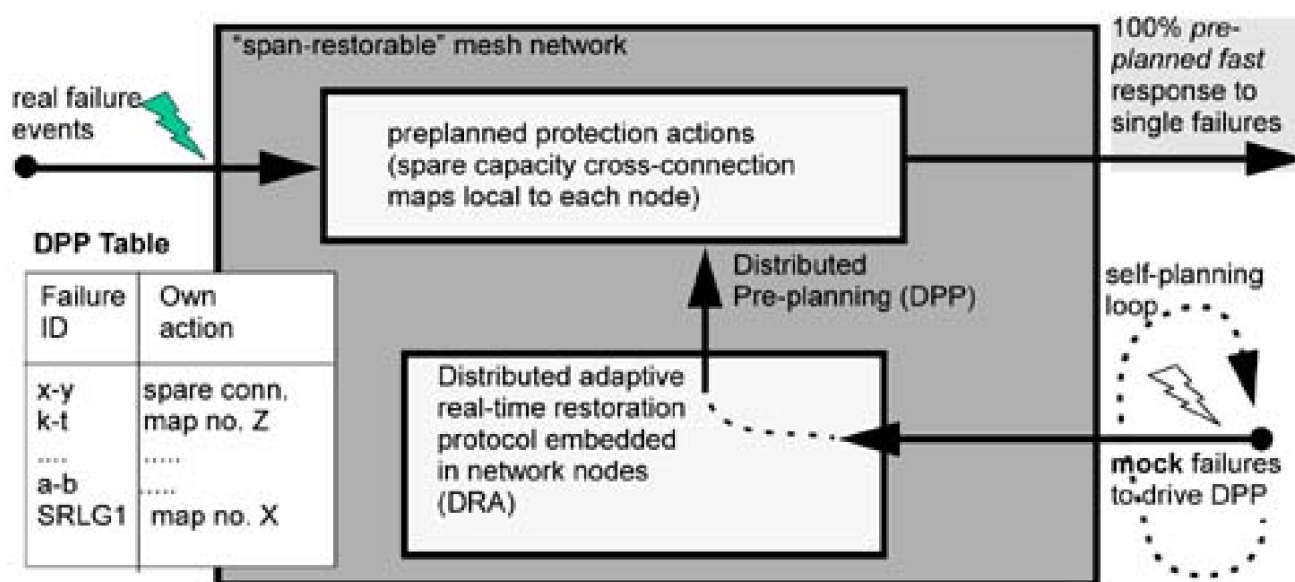 "span-restorable" mesh network
100% pre-
planned fast
response to
single failures
real failure
events
preplanned protection actions
(spare capacity cross-connection
maps local to each node)
DPP Table
Failure
ID
Own
action
x-y
spare conn.
k-t
map no. Z
....
.....
a-b
.....
SRLG1
map no. X
Distributed
Pre-planning (DPP)
Distributed adaptive
real-time restoration
protocol embedded
in network nodes
(DRA)
self-planning
loop
mock failures
to drive DPP